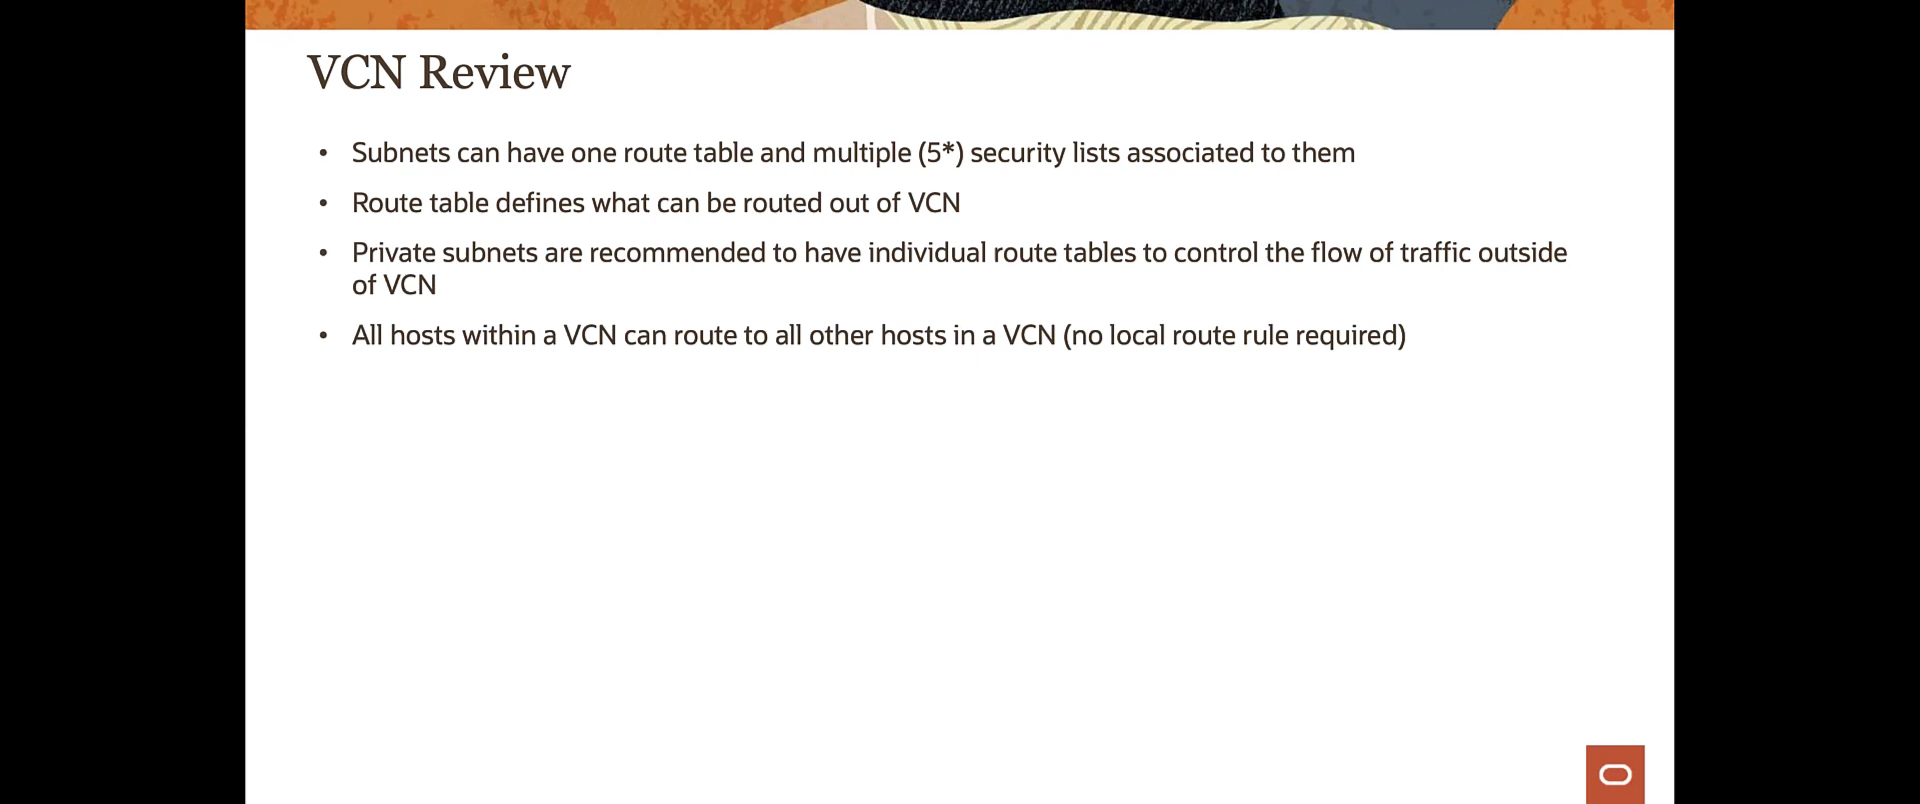 VCN Review
• Subnets can have one route table and multiple (5*) security lists associated to them
• Route table defines what can be routed out of VCN
• Private subnets are recommended to have individual route tables to control the flow of traffic outside
of VCN
• All hosts within a VCN can route to all other hosts in a VCN (no local route rule required)